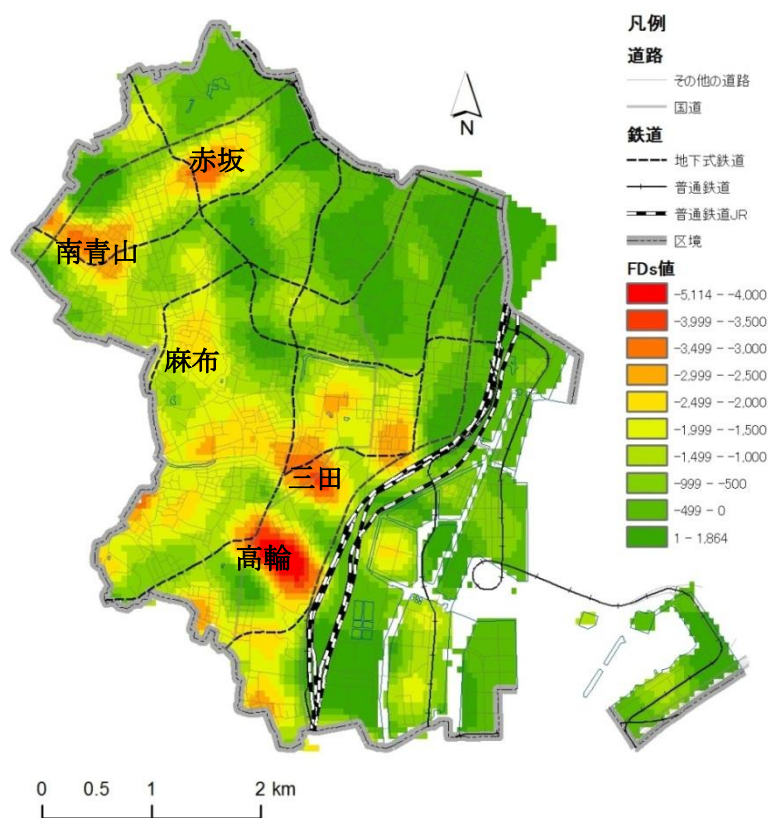 凡例
道路
その他の道路
国道
鉄道
地下式鉄道
普通鉄道
普通鉄道JR
区境
FDs値
-5,114 - -4,000
-3,999 - -3,500
-3,499 - -3,000
-2,999 - -2,500
-2,499 - -2,000
-1,999 - -1,500
-1,499 - -1,000
-999 - -500
-499 - 0
1 - 1,864
N
赤坂
南青山
麻布
三田
高輪
0 0.5 1 2 km